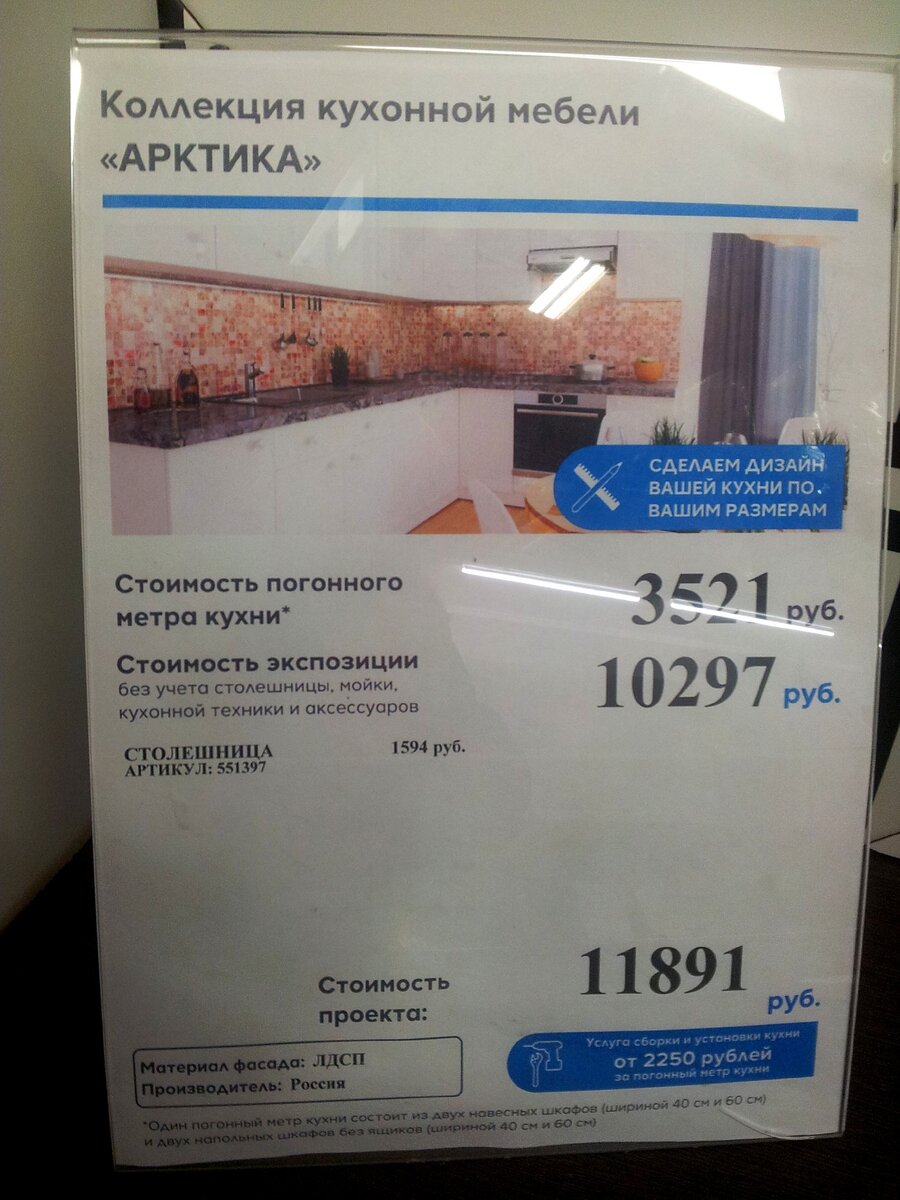 Коллекция кухонной мебели
«АРКТИКА»
СДЕЛАЕМ ДИЗАЙН
ВАШЕЙ КУХНИ ПО
ВАШИМ РАЗМЕРАМ
Стоимость погонного
метра кухни*
3521 руб.
Стоимость экспозиции
без учета столешницы, мойки,
кухонной техники и аксессуаров
10297 руб.
СТОЛЕШНИЦА 1594 руб.
АРТИКУЛ: 551397
Стоимость
проекта:
11891 руб.
Материал фасада: ЛДСП
Производитель: Россия
Услуга сборки и установки кухни
от 2250 рублей
за погонный метр кухни
*Один погонный метр кухни состоит из двух навесных шкафов (шириной 40 см и 60 см)
и двух напольных шкафов без ящиков (шириной 40 см и 60 см)